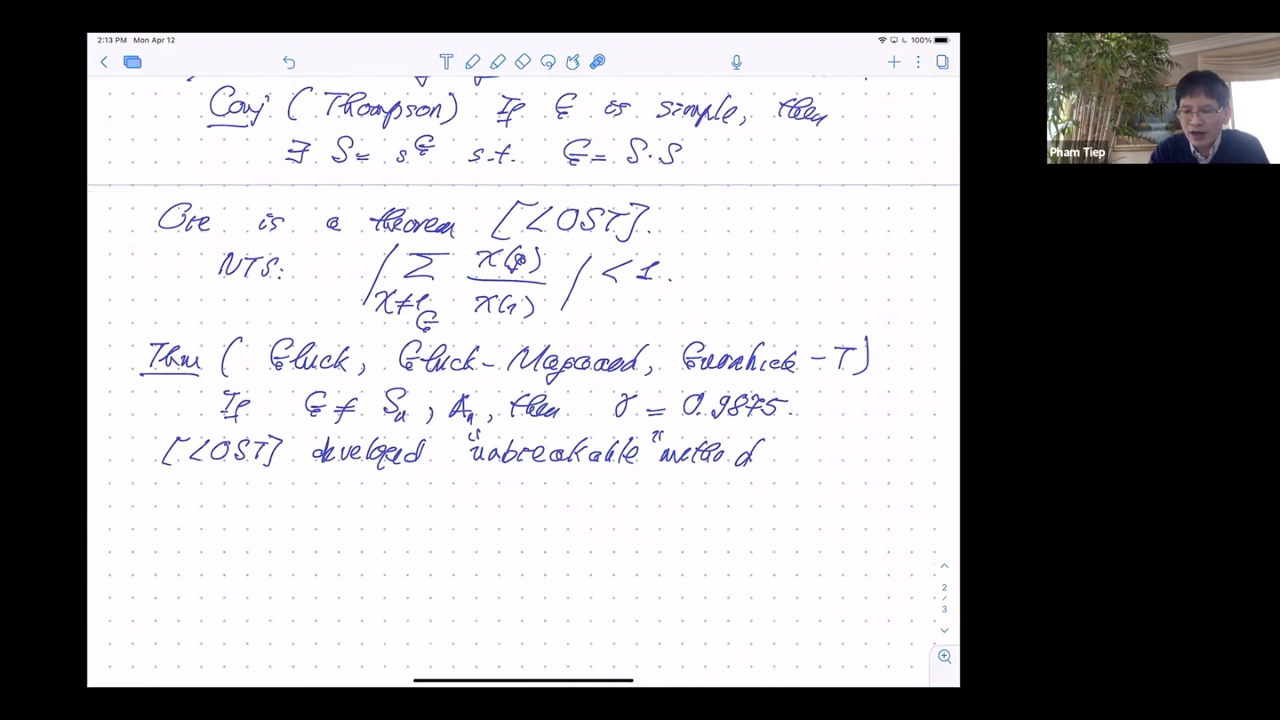 2:13 PM Mon Apr 12
100%
Conj (Thompson) If G is simple, then
∃ S = s^G s.t. G = S·S
Ore is a theorem [LOST].
NTS: | Σ_{χ≠1_G} χ(g)/χ(1) | < 1.
Thm (Gluck, Gluck-Magaard, Guralnick-T)
If G ≠ S_n, A_n, then γ = 0.9875.
[LOST] developed "unbreakable" method
2
/
3
Pham Tiep